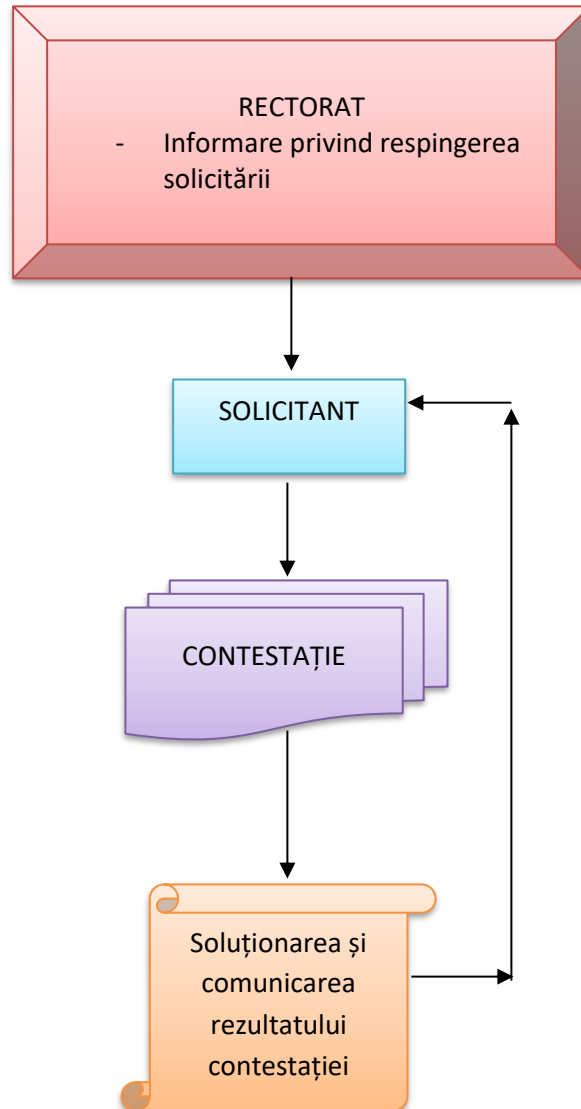 RECTORAT
- Informare privind respingerea
solicitării
SOLICITANT
CONTESTAȚIE
Soluționarea și
comunicarea
rezultatului
contestației